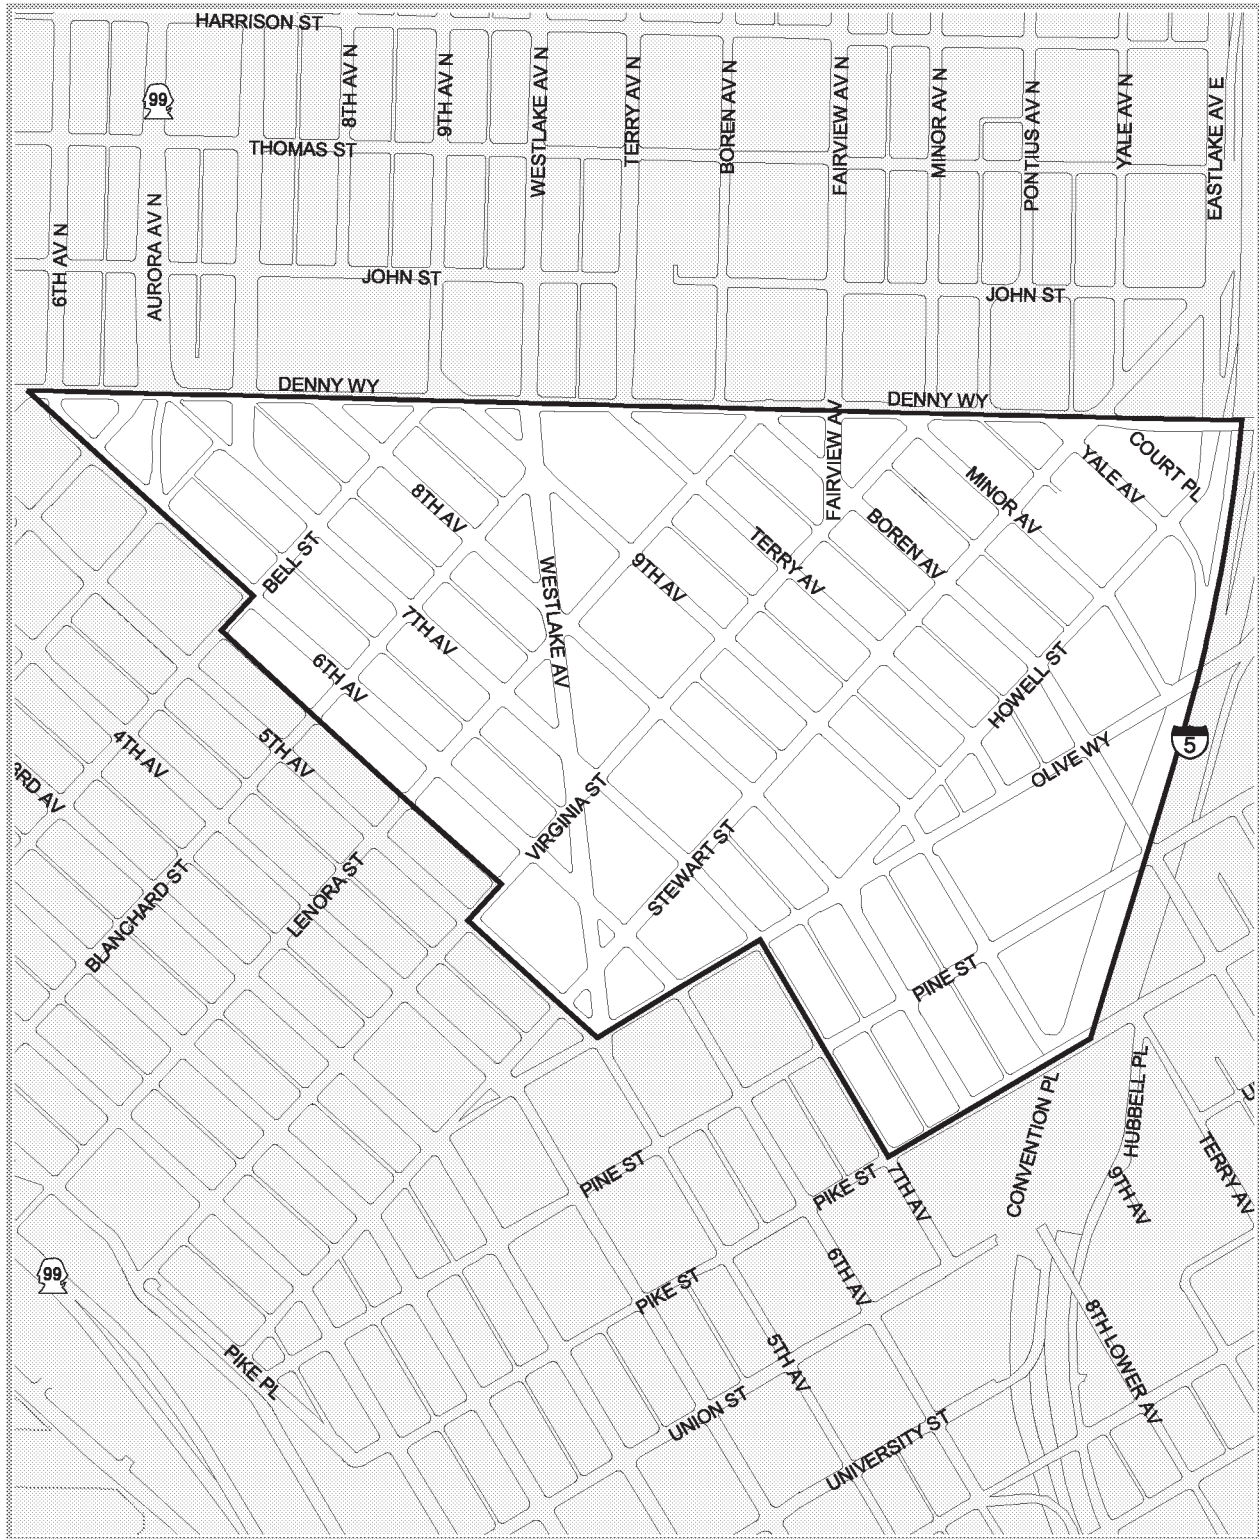 HARRISON ST
99
8TH AV N
9TH AV N
WESTLAKE AV N
TERRY AV N
BOREN AV N
FAIRVIEW AV N
MINOR AV N
PONTIUS AV N
YALE AV N
EASTLAKE AV E
THOMAS ST
6TH AV N
AURORA AV N
JOHN ST
JOHN ST
DENNY WY
DENNY WY
FAIRVIEW AV
COURT PL
YALE AV
MINOR AV
BOREN AV
TERRY AV
9TH AV
8TH AV
BELL ST
WESTLAKE AV
7TH AV
6TH AV
HOWELL ST
OLIVE WY
5
5TH AV
4TH AV
3RD AV
VIRGINIA ST
STEWART ST
BLANCHARD ST
LENORA ST
PINE ST
CONVENTION PL
HUBBELL PL
TERRY AV
9TH AV
PINE ST
PIKE ST
7TH AV
6TH AV
99
PIKE ST
8TH LOWER AV
5TH AV
PIKE PL
UNION ST
UNIVERSITY ST